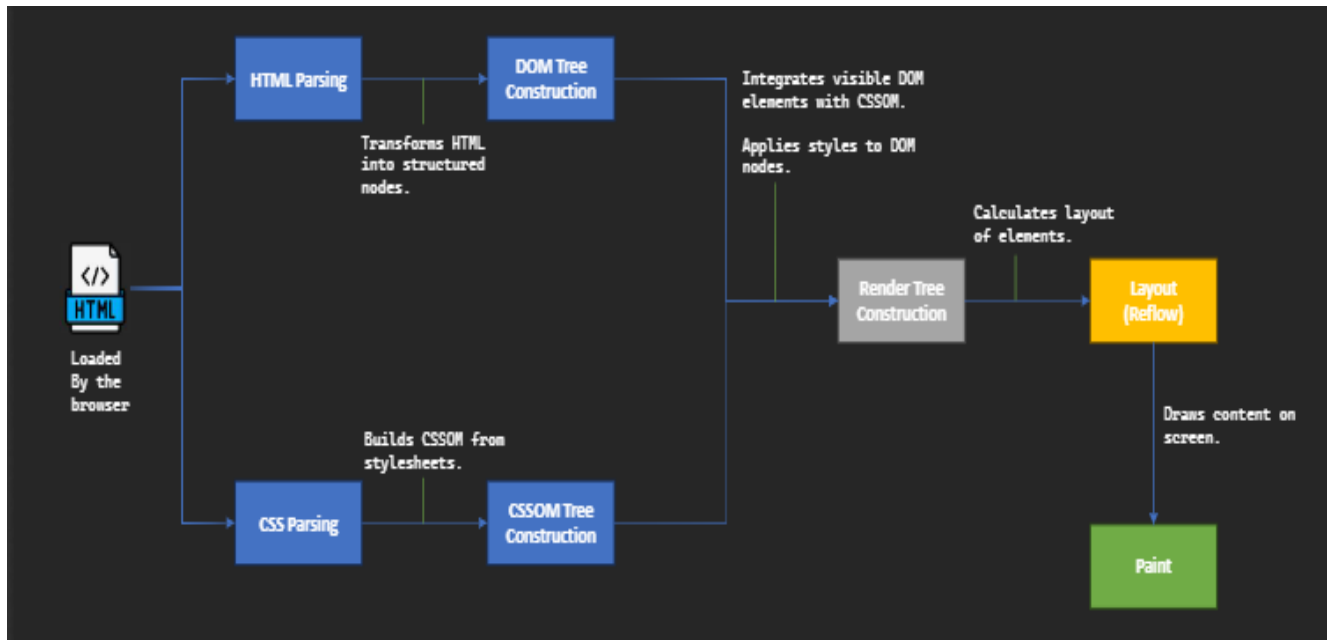 HTML Parsing
DOM Tree
Construction
Transforms HTML
into structured
nodes.
Integrates visible DOM
elements with CSSOM.
Applies styles to DOM
nodes.
</>
HTML
Loaded
By the
browser
Calculates layout
of elements.
Render Tree
Construction
Layout
(Reflow)
Draws content on
screen.
Builds CSSOM from
stylesheets.
CSS Parsing
CSSOM Tree
Construction
Paint